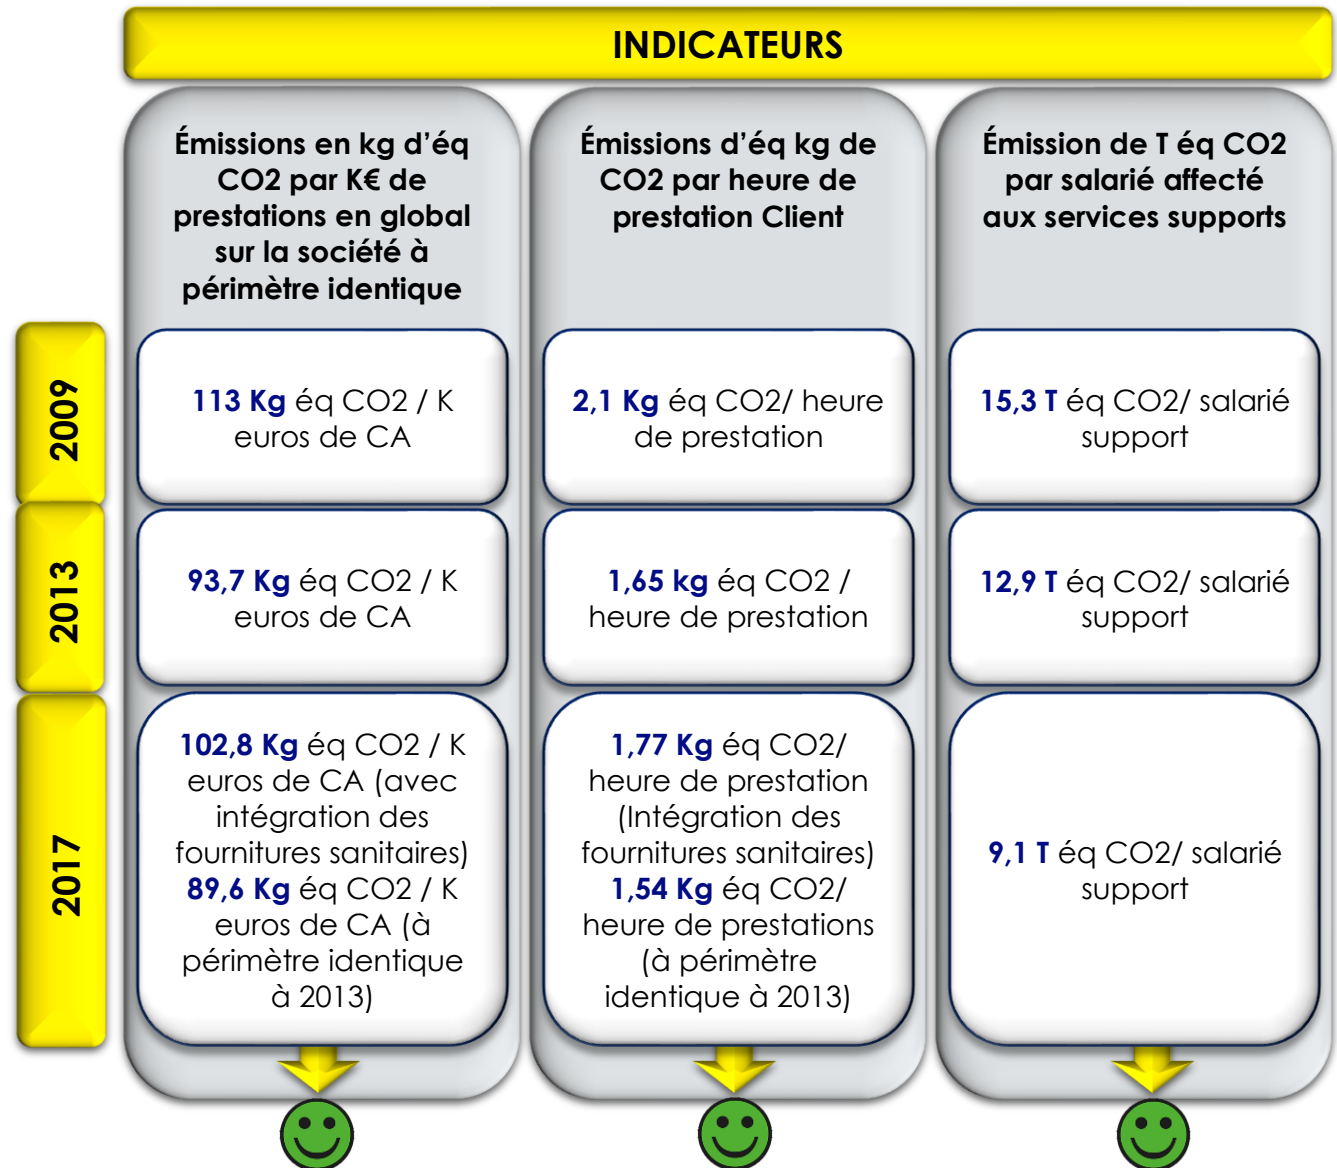 INDICATEURS
Émissions en kg d’éq
CO2 par K€ de
prestations en global
sur la société à
périmètre identique
Émissions d’éq kg de
CO2 par heure de
prestation Client
Émission de T éq CO2
par salarié affecté
aux services supports
2009
113 Kg éq CO2 / K
euros de CA
2,1 Kg éq CO2/ heure
de prestation
15,3 T éq CO2/ salarié
support
2013
93,7 Kg éq CO2 / K
euros de CA
1,65 kg éq CO2 /
heure de prestation
12,9 T éq CO2/ salarié
support
2017
102,8 Kg éq CO2 / K
euros de CA (avec
intégration des
fournitures sanitaires)
89,6 Kg éq CO2 / K
euros de CA (à
périmètre identique
à 2013)
1,77 Kg éq CO2/
heure de prestation
(Intégration des
fournitures sanitaires)
1,54 Kg éq CO2/
heure de prestations
(à périmètre
identique à 2013)
9,1 T éq CO2/ salarié
support